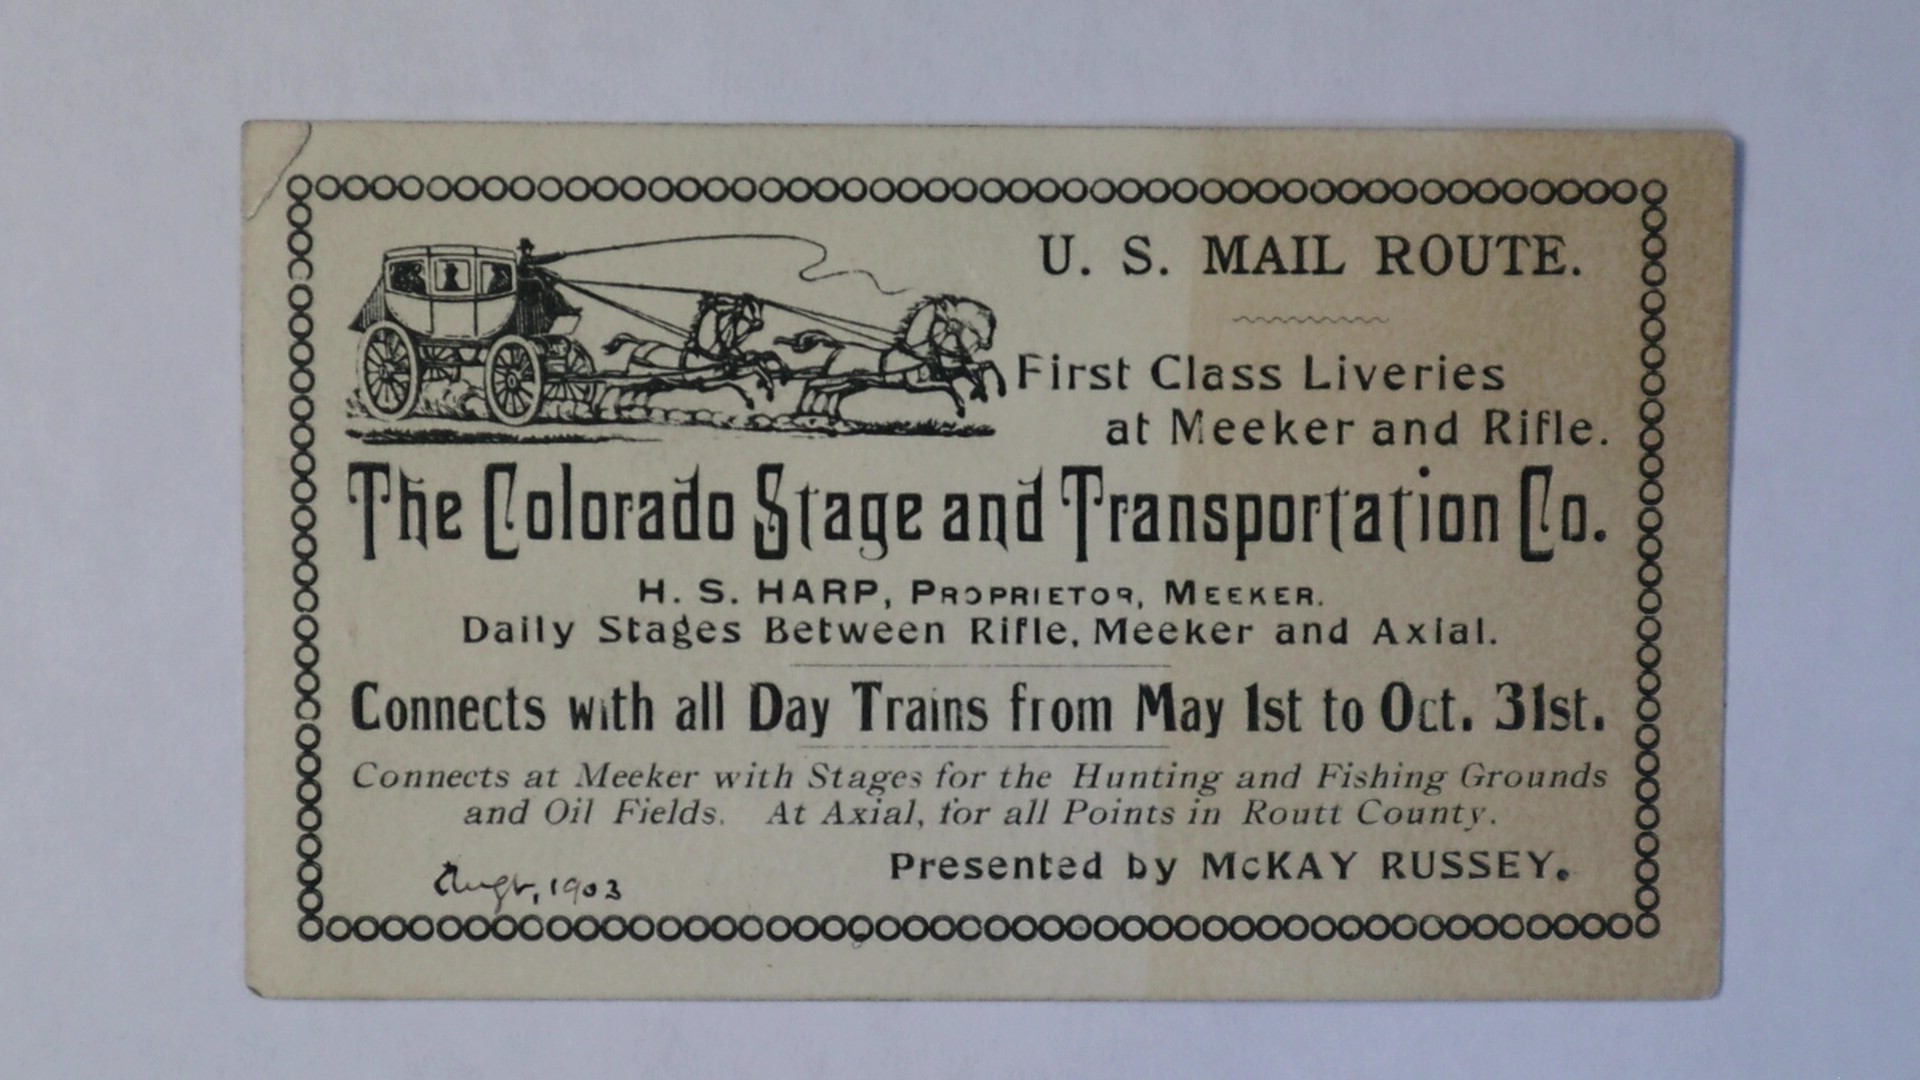 U. S. MAIL ROUTE.
First Class Liveries
at Meeker and Rifle.
The Colorado Stage and Transportation Co.
H. S. HARP, PROPRIETOR, MEEKER.
Daily Stages Between Rifle, Meeker and Axial.
Connects with all Day Trains from May 1st to Oct. 31st.
Connects at Meeker with Stages for the Hunting and Fishing Grounds
and Oil Fields. At Axial, for all Points in Routt County.
Presented by McKAY RUSSEY.
Augt, 1903